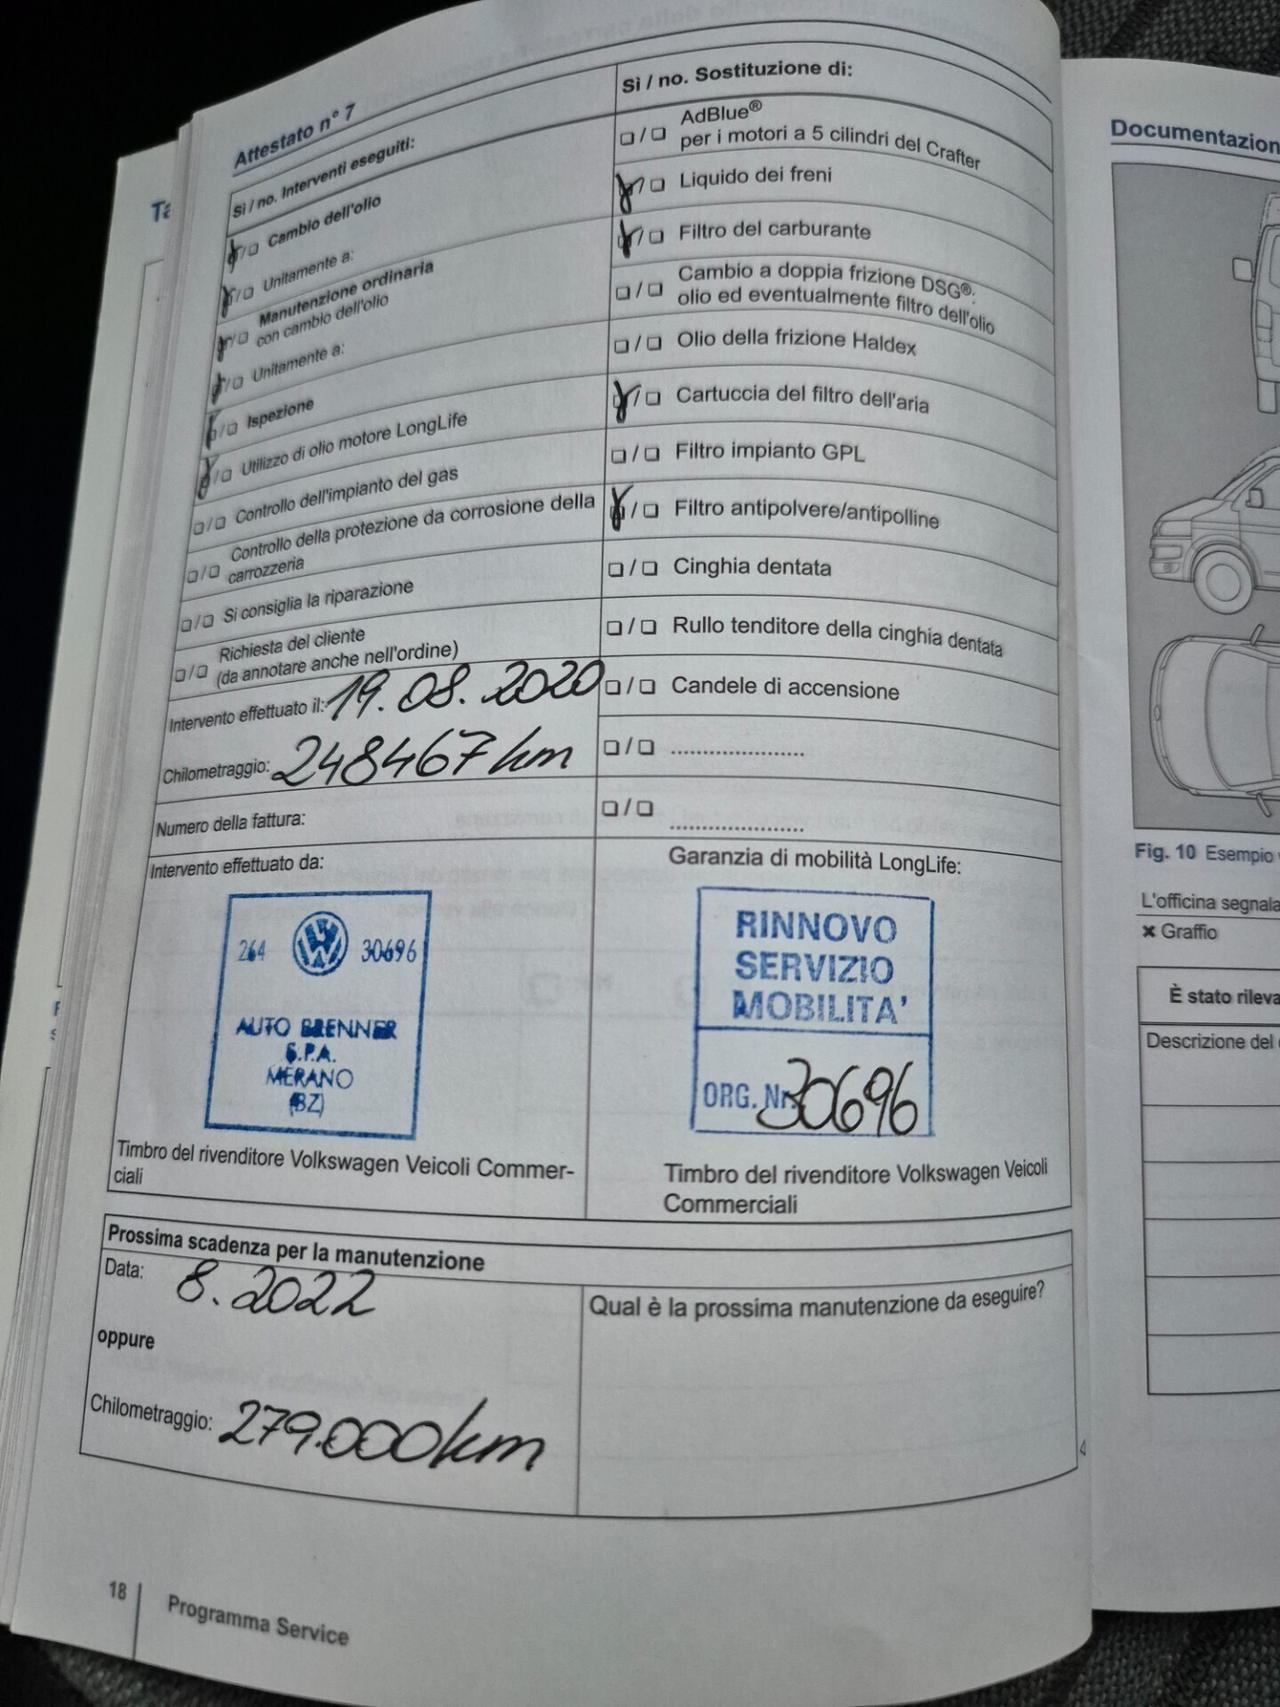 Attestato n° 7
Sì / no. Interventi eseguiti:
❏/❏ Cambio dell'olio
❏/❏ Unitamente a:
❏/❏ Manutenzione ordinaria
con cambio dell'olio
❏/❏ Unitamente a:
❏/❏ Ispezione
❏/❏ Utilizzo di olio motore LongLife
❏/❏ Controllo dell'impianto del gas
❏/❏ Controllo della protezione da corrosione della
carrozzeria
❏/❏ Si consiglia la riparazione
❏/❏ Richiesta del cliente
(da annotare anche nell'ordine)
Intervento effettuato il: 19.08.2020
Chilometraggio: 248467 km
Numero della fattura:
Sì / no. Sostituzione di:
❏/❏ AdBlue®
per i motori a 5 cilindri del Crafter
❏/❏ Liquido dei freni
❏/❏ Filtro del carburante
❏/❏ Cambio a doppia frizione DSG®:
olio ed eventualmente filtro dell'olio
❏/❏ Olio della frizione Haldex
❏/❏ Cartuccia del filtro dell'aria
❏/❏ Filtro impianto GPL
❏/❏ Filtro antipolvere/antipolline
❏/❏ Cinghia dentata
❏/❏ Rullo tenditore della cinghia dentata
❏/❏ Candele di accensione
❏/❏ ......................
❏/❏ ......................
Intervento effettuato da:
264 VW 30696
AUTO BRENNER
S.P.A.
MERANO
(BZ)
Timbro del rivenditore Volkswagen Veicoli Commer-
ciali
Garanzia di mobilità LongLife:
RINNOVO
SERVIZIO
MOBILITA'
ORG. Nr. 30696
Timbro del rivenditore Volkswagen Veicoli
Commerciali
Prossima scadenza per la manutenzione
Data: 8.2022
oppure
Chilometraggio: 279.000 km
Qual è la prossima manutenzione da eseguire?
18 Programma Service
Documentazion
Fig. 10 Esempio
L'officina segnala
✖ Graffio
È stato rileva
Descrizione del